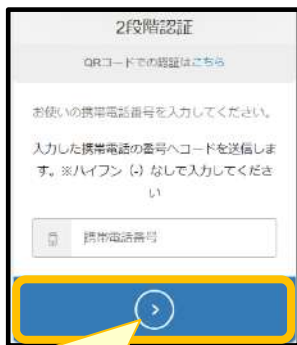 2段階認証
QRコードでの認証はこちら
お使いの携帯電話番号を入力してください。
入力した携帯電話の番号へコードを送信しま
す。※ハイフン（-）なしで入力してくださ
い
携帯電話番号